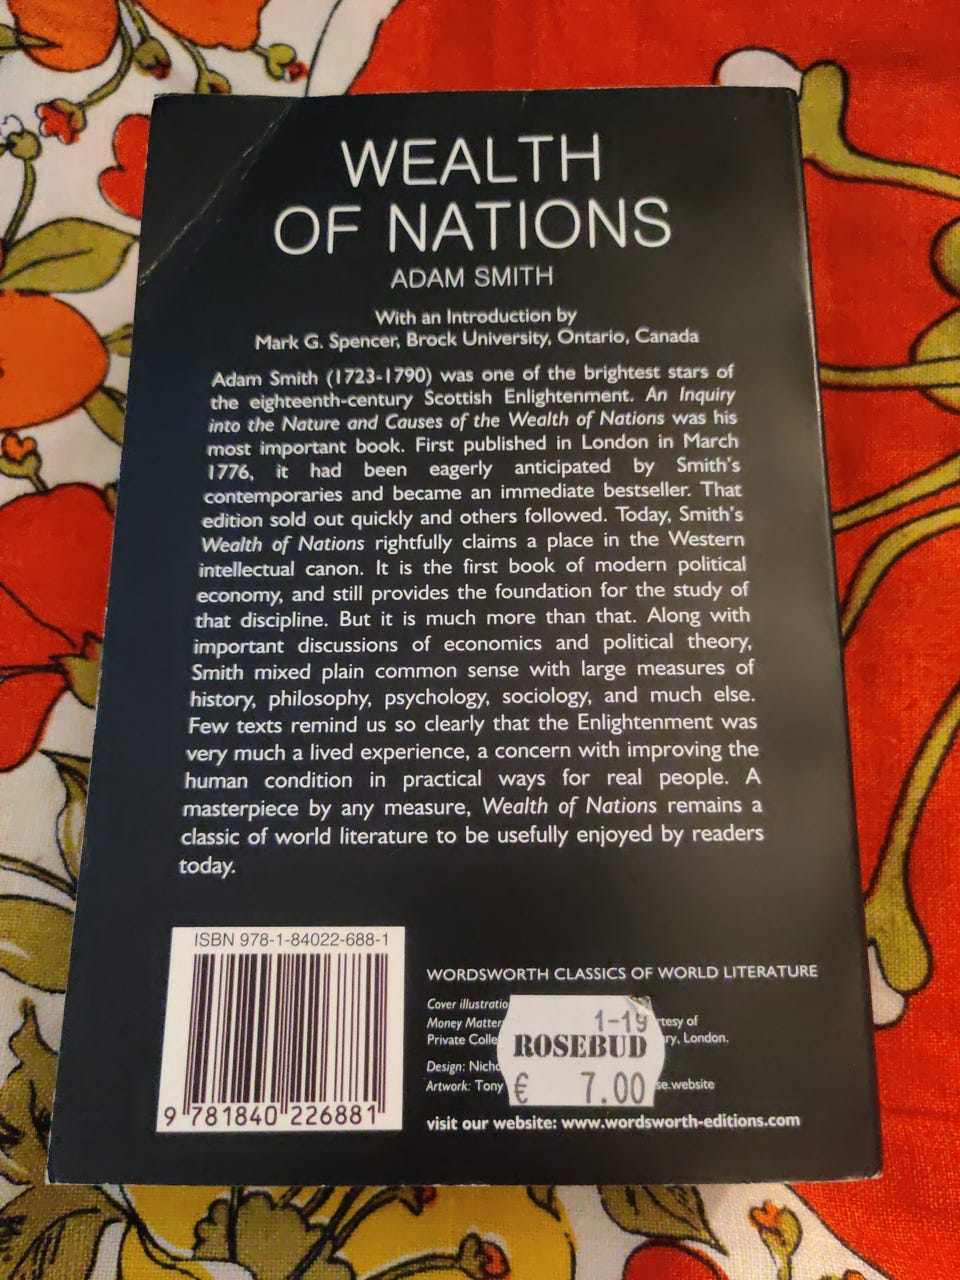 WEALTH
OF NATIONS
ADAM SMITH
With an Introduction by
Mark G. Spencer, Brock University, Ontario, Canada
Adam Smith (1723-1790) was one of the brightest stars of
the eighteenth-century Scottish Enlightenment. An Inquiry
into the Nature and Causes of the Wealth of Nations was his
most important book. First published in London in March
1776, it had been eagerly anticipated by Smith's
contemporaries and became an immediate bestseller. That
edition sold out quickly and others followed. Today, Smith's
Wealth of Nations rightfully claims a place in the Western
intellectual canon. It is the first book of modern political
economy, and still provides the foundation for the study of
that discipline. But it is much more than that. Along with
important discussions of economics and political theory,
Smith mixed plain common sense with large measures of
history, philosophy, psychology, sociology, and much else.
Few texts remind us so clearly that the Enlightenment was
very much a lived experience, a concern with improving the
human condition in practical ways for real people. A
masterpiece by any measure, Wealth of Nations remains a
classic of world literature to be usefully enjoyed by readers
today.
ISBN 978-1-84022-688-1
9 781840 226881
WORDSWORTH CLASSICS OF WORLD LITERATURE
Cover
Money
Private London.
Design:
Artwork: Tony
1-19
ROSEBUD
€ 7.00
visit our website: www.wordsworth-editions.com